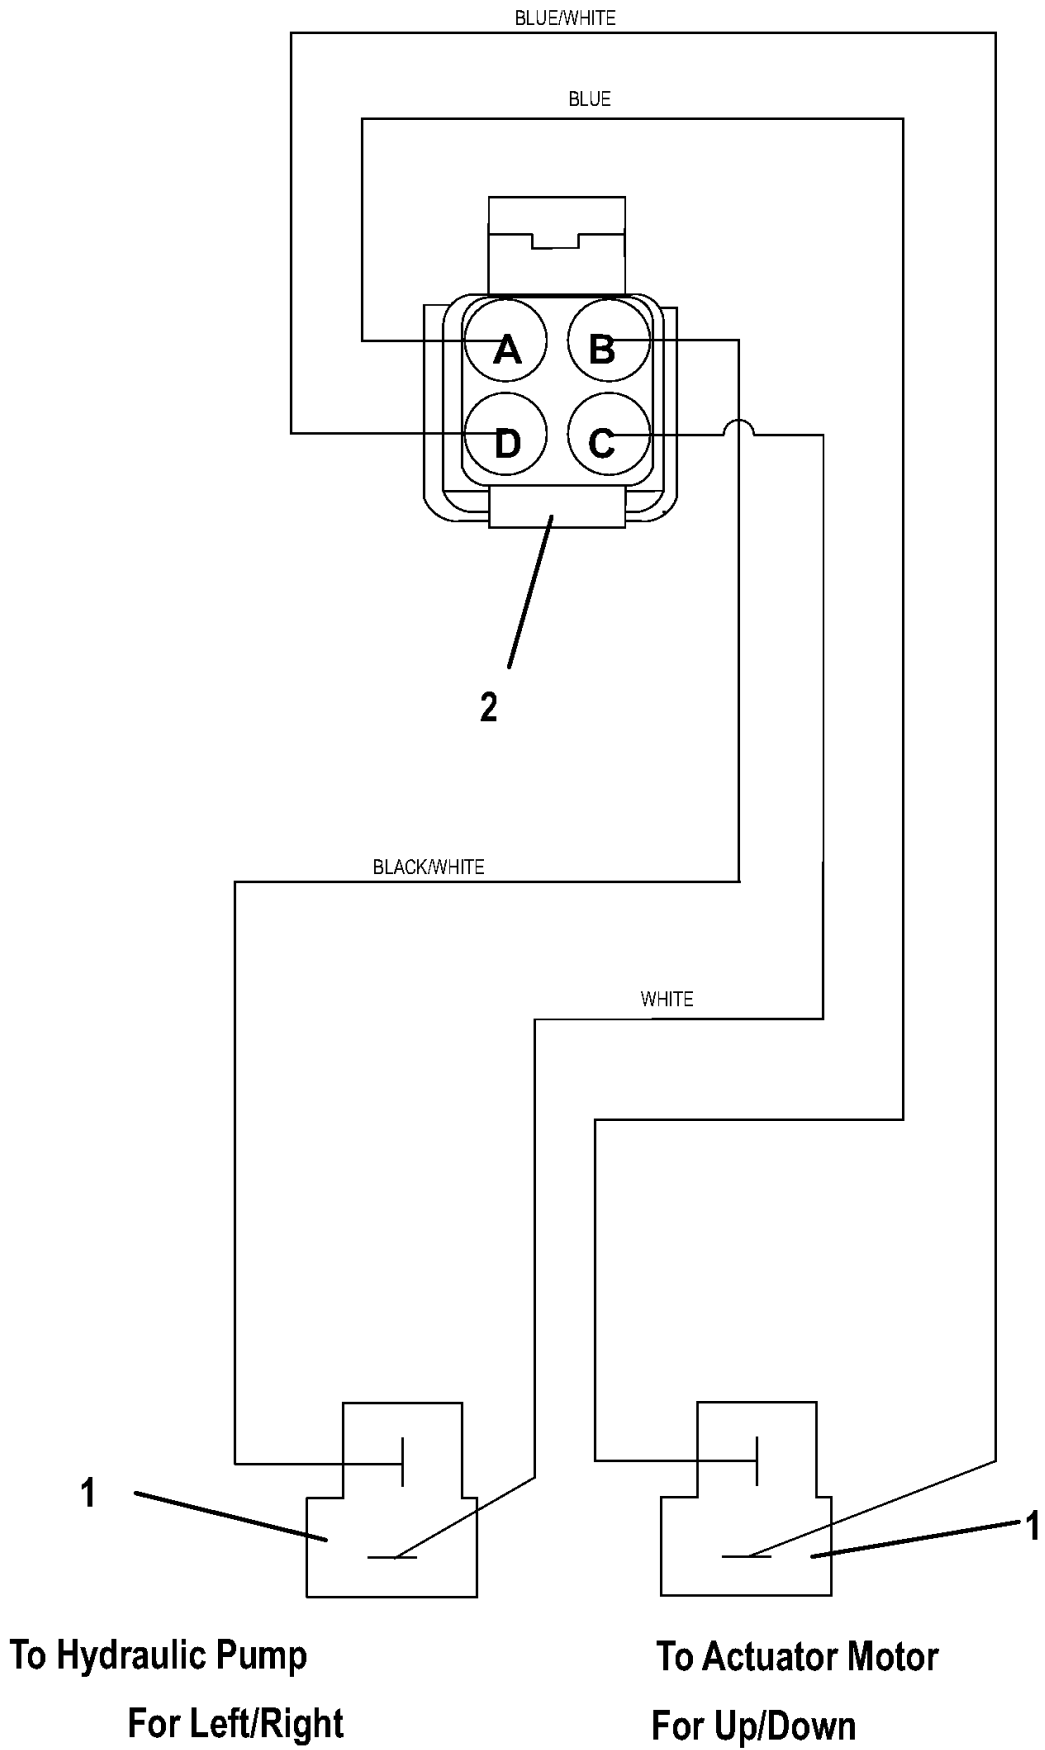 BLUE/WHITE
BLUE
A
B
D
C
2
BLACK/WHITE
WHITE
1
1
To Hydraulic Pump
For Left/Right
To Actuator Motor
For Up/Down